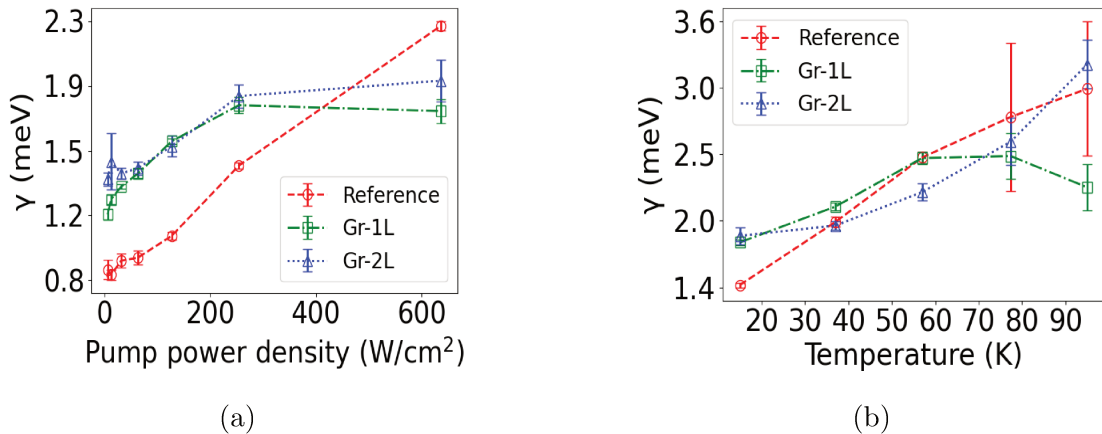 2.3
1.9
1.5
1.2
0.8
γ (meV)
Reference
Gr-1L
Gr-2L
0 200 400 600
Pump power density (W/cm²)
(a)
3.6
3.0
2.5
2.0
1.4
γ (meV)
Reference
Gr-1L
Gr-2L
20 30 40 50 60 70 80 90
Temperature (K)
(b)